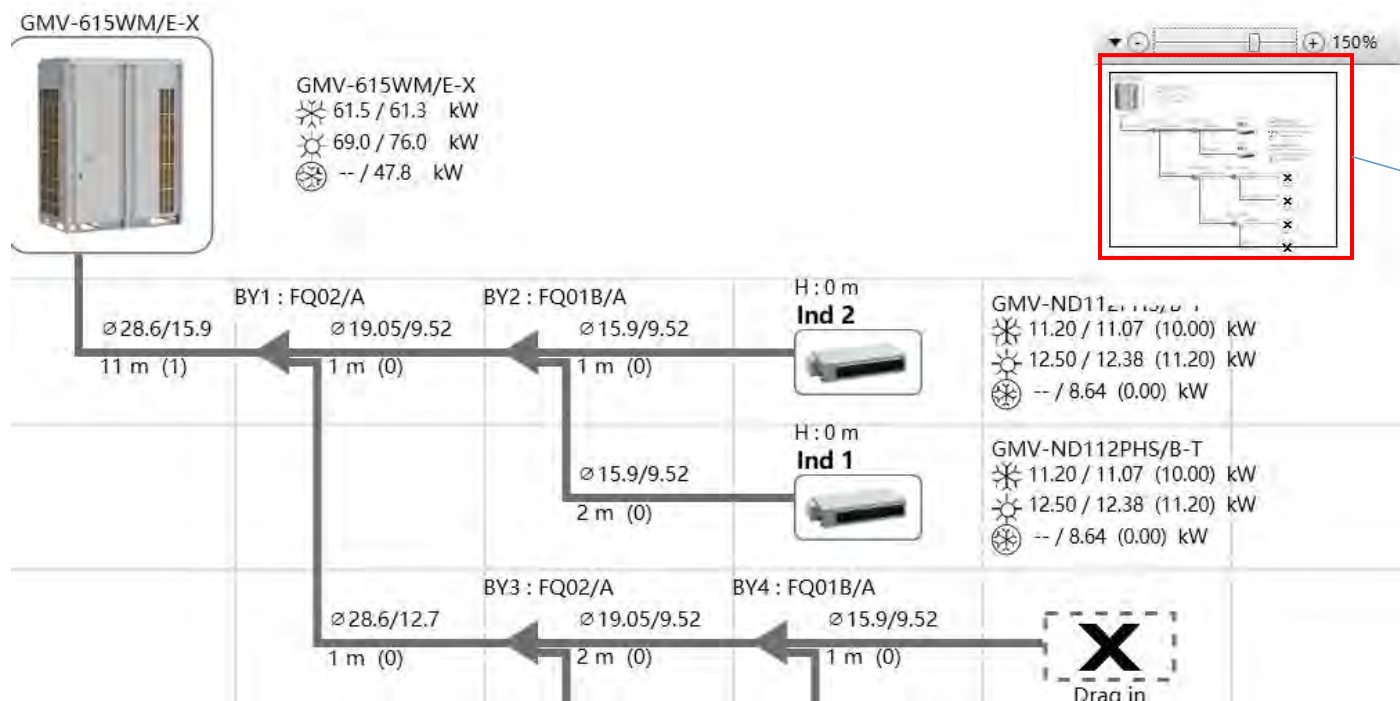 GMV-615WM/E-X
GMV-615WM/E-X
61.5 / 61.3 kW
69.0 / 76.0 kW
-- / 47.8 kW
150%
BY1 : FQ02/A
BY2 : FQ01B/A
H : 0 m
Ind 2
⌀28.6/15.9
⌀19.05/9.52
⌀15.9/9.52
11 m (1)
1 m (0)
1 m (0)
11.20 / 11.07 (10.00) kW
12.50 / 12.38 (11.20) kW
-- / 8.64 (0.00) kW
H : 0 m
Ind 1
⌀15.9/9.52
2 m (0)
GMV-ND112PHS/B-T
11.20 / 11.07 (10.00) kW
12.50 / 12.38 (11.20) kW
-- / 8.64 (0.00) kW
BY3 : FQ02/A
BY4 : FQ01B/A
⌀28.6/12.7
⌀19.05/9.52
⌀15.9/9.52
1 m (0)
2 m (0)
1 m (0)
Drag in